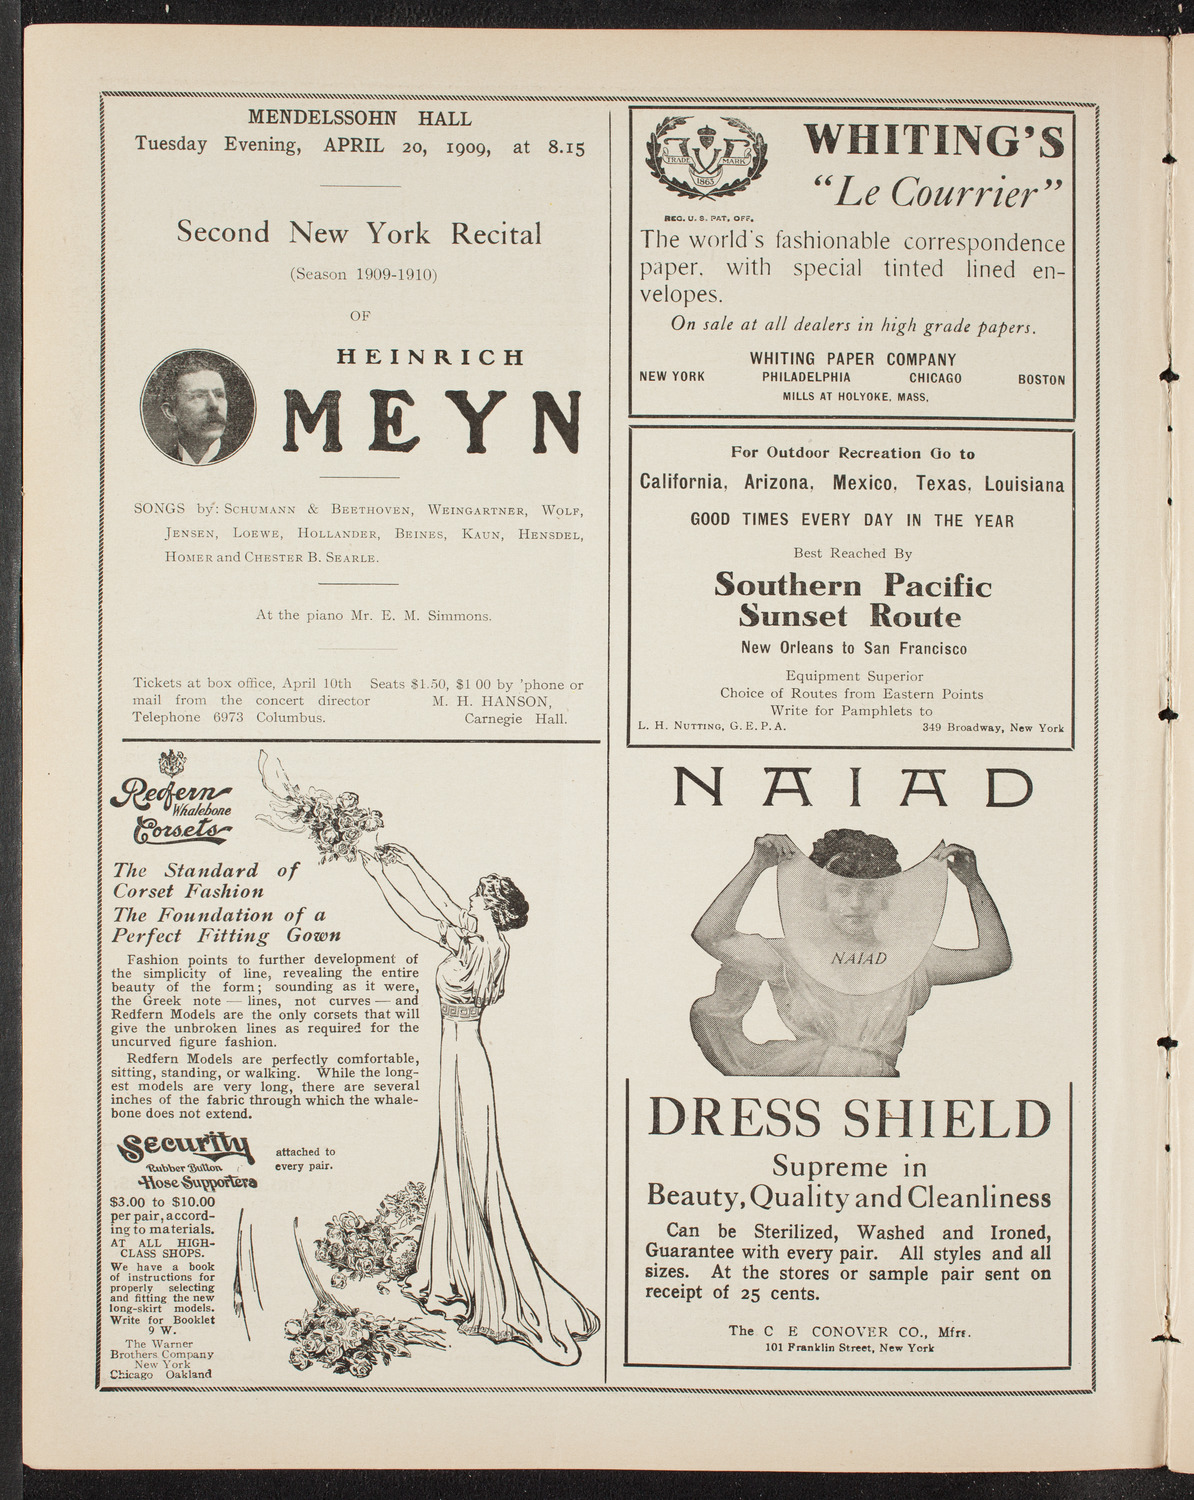 MENDELSSOHN HALL
Tuesday Evening, APRIL 20, 1909, at 8.15
Second New York Recital
(Season 1909-1910)
OF
HEINRICH
MEYN
SONGS by: SCHUMANN & BEETHOVEN, WEINGARTNER, WOLF,
JENSEN, LOEWE, HOLLANDER, BEINES, KAUN, HENSDEL,
HOMER and CHESTER B. SEARLE.
At the piano Mr. E. M. Simmons.
Tickets at box office, April 10th Seats $1.50, $1 00 by 'phone or
mail from the concert director M. H. HANSON,
Telephone 6973 Columbus. Carnegie Hall.
Redfern
Whalebone
Corsets
The Standard of
Corset Fashion
The Foundation of a
Perfect Fitting Gown
Fashion points to further development of
the simplicity of line, revealing the entire
beauty of the form; sounding as it were,
the Greek note — lines, not curves — and
Redfern Models are the only corsets that will
give the unbroken lines as required for the
uncurved figure fashion.
Redfern Models are perfectly comfortable,
sitting, standing, or walking. While the long-
est models are very long, there are several
inches of the fabric through which the whale-
bone does not extend.
Security
Rubber Button
Hose Supporters
attached to
every pair.
$3.00 to $10.00
per pair, accord-
ing to materials.
AT ALL HIGH-
CLASS SHOPS.
We have a book
of instructions for
properly selecting
and fitting the new
long-skirt models.
Write for Booklet
9 W.
The Warner
Brothers Company
New York
Chicago Oakland
TRADE MARK
1865
REG. U. S. PAT. OFF.
WHITING'S
"Le Courrier"
The world's fashionable correspondence
paper, with special tinted lined en-
velopes.
On sale at all dealers in high grade papers.
WHITING PAPER COMPANY
NEW YORK PHILADELPHIA CHICAGO BOSTON
MILLS AT HOLYOKE, MASS.
For Outdoor Recreation Go to
California, Arizona, Mexico, Texas, Louisiana
GOOD TIMES EVERY DAY IN THE YEAR
Best Reached By
Southern Pacific
Sunset Route
New Orleans to San Francisco
Equipment Superior
Choice of Routes from Eastern Points
Write for Pamphlets to
L. H. NUTTING, G. E. P. A. 349 Broadway, New York
NAIAD
NAIAD
DRESS SHIELD
Supreme in
Beauty, Quality and Cleanliness
Can be Sterilized, Washed and Ironed,
Guarantee with every pair. All styles and all
sizes. At the stores or sample pair sent on
receipt of 25 cents.
The C E CONOVER CO., Mfrs.
101 Franklin Street, New York